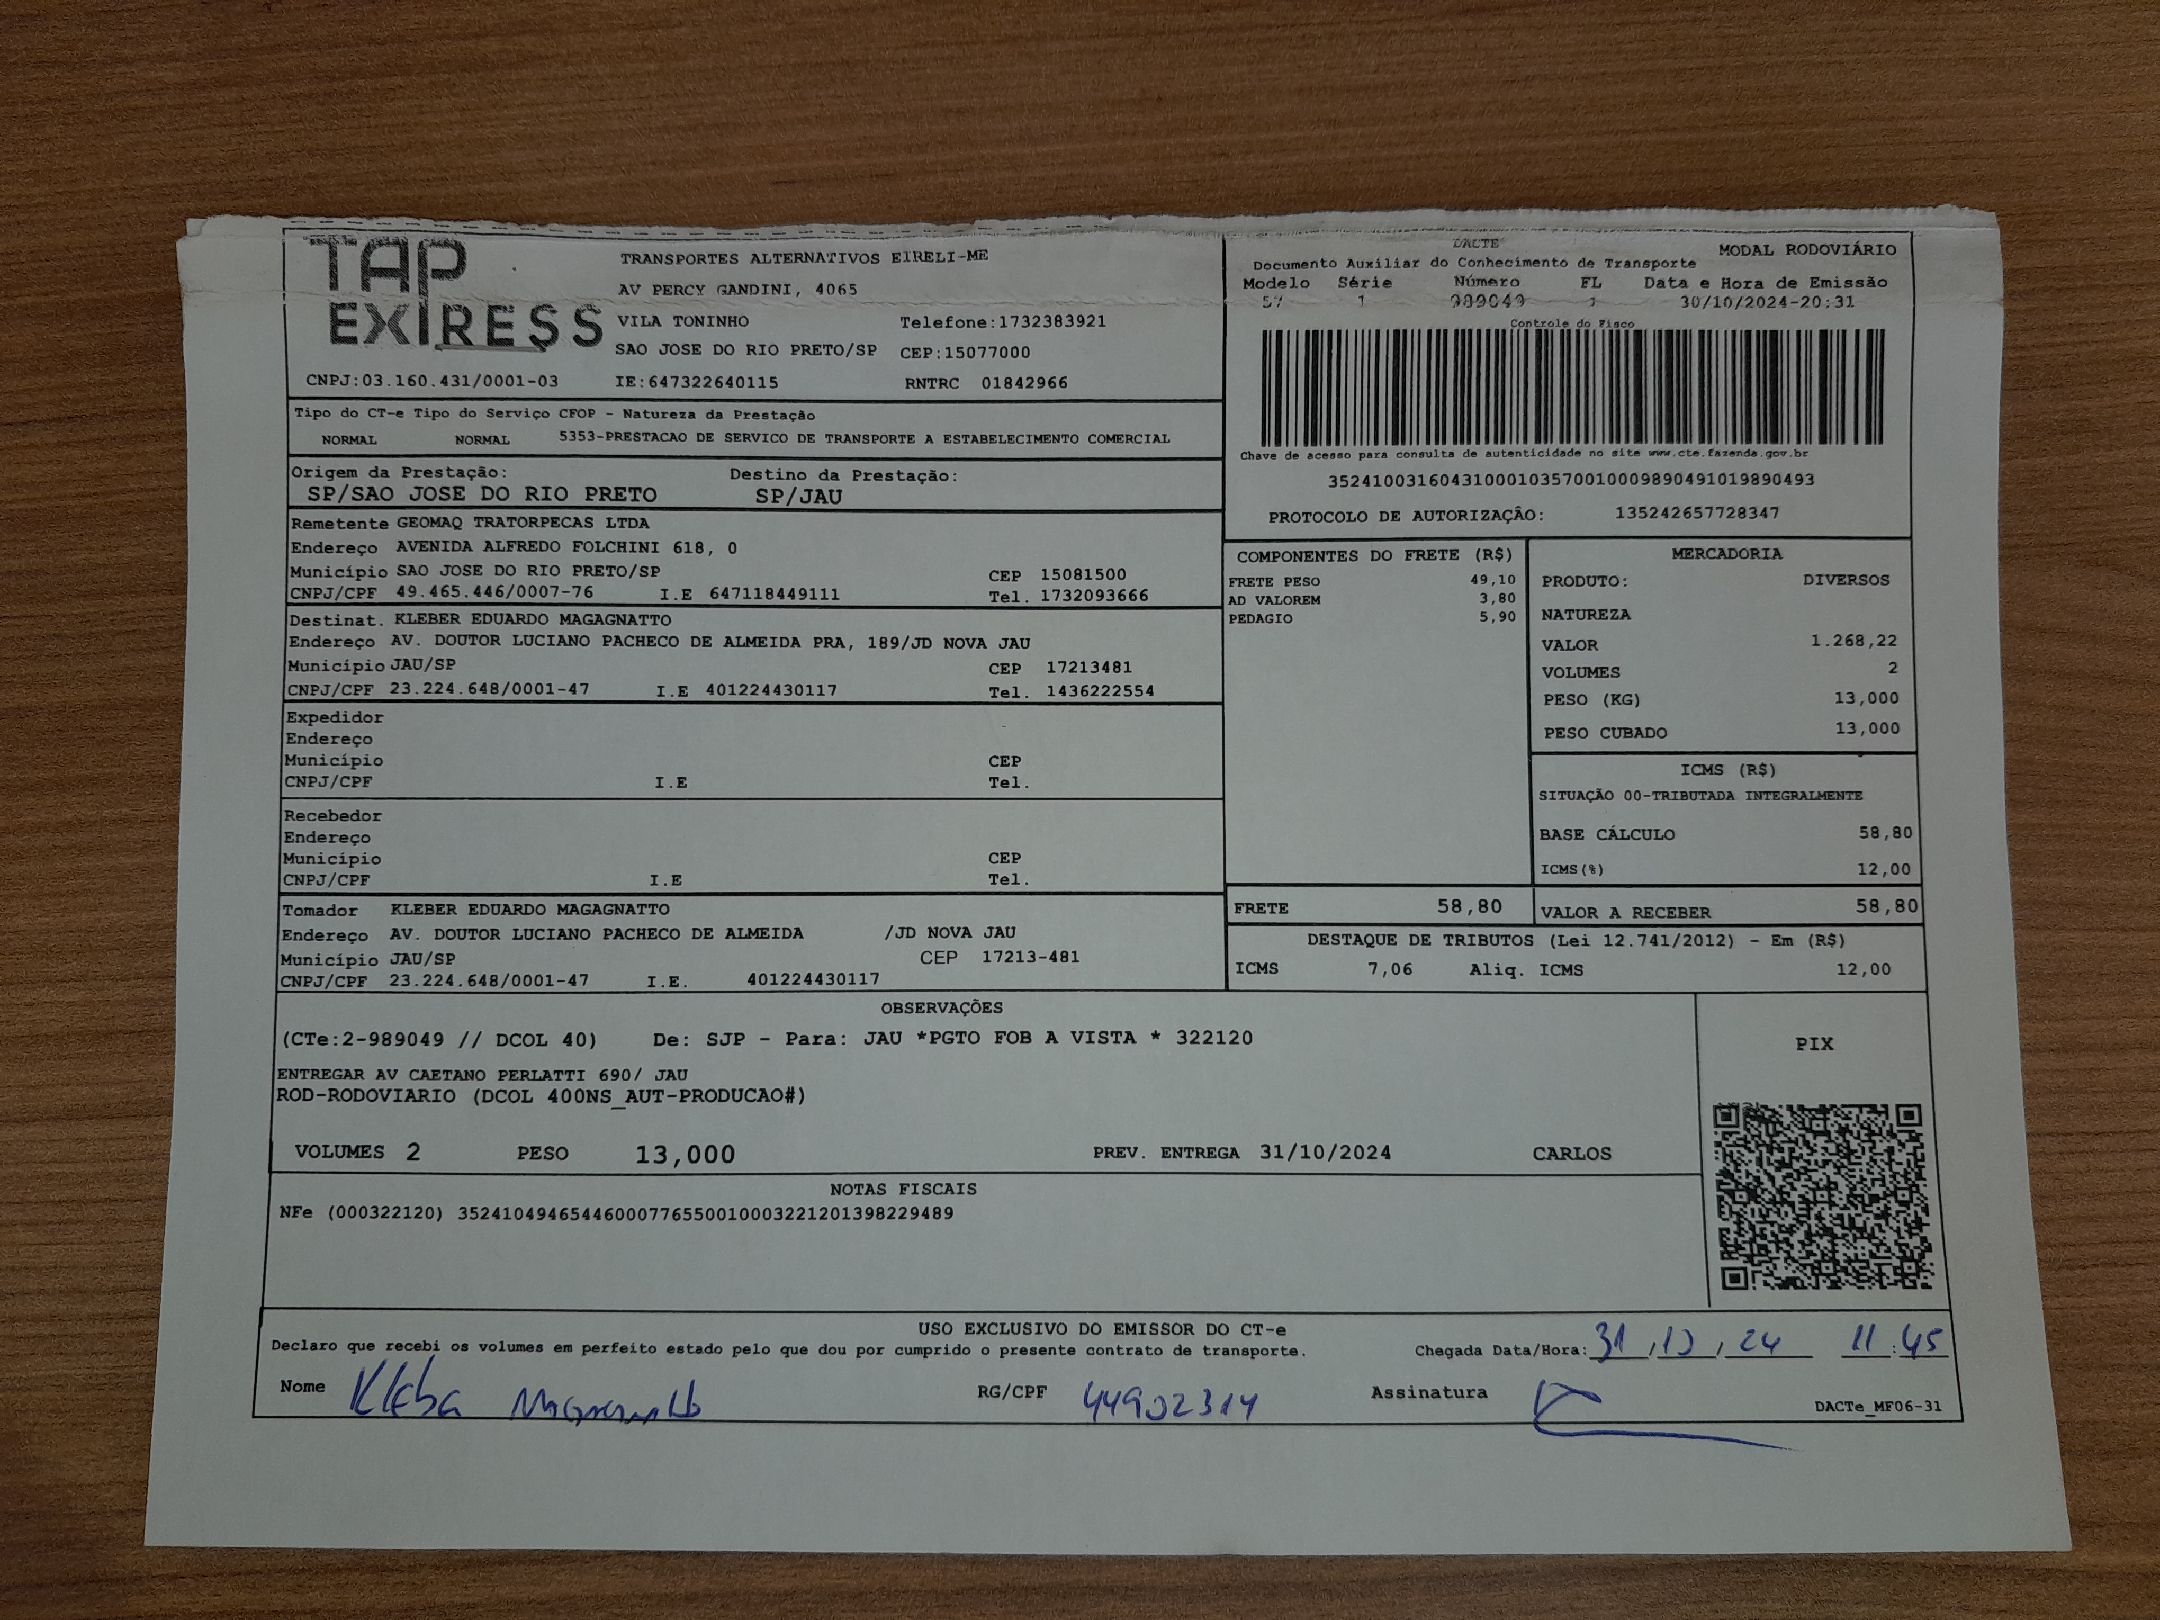 TAP
EXPRESS
TRANSPORTES ALTERNATIVOS EIRELI-ME
AV PERCY GANDINI, 4065
VILA TONINHO Telefone:1732383921
SAO JOSE DO RIO PRETO/SP CEP:15077000
CNPJ:03.160.431/0001-03 IE:647322640115 RNTRC 01842966
DACTE MODAL RODOVIÁRIO
Documento Auxiliar do Conhecimento de Transporte
Modelo Série Número FL Data e Hora de Emissão
57 1 989049 1 30/10/2024-20:31
Controle do Fisco
Chave de acesso para consulta de autenticidade no site www.cte.fazenda.gov.br
35241003160431000103570010009890491019890493
PROTOCOLO DE AUTORIZAÇÃO: 135242657728347
Tipo do CT-e Tipo do Serviço CFOP - Natureza da Prestação
NORMAL NORMAL 5353-PRESTACAO DE SERVICO DE TRANSPORTE A ESTABELECIMENTO COMERCIAL
Origem da Prestação: Destino da Prestação:
SP/SAO JOSE DO RIO PRETO SP/JAU
Remetente GEOMAQ TRATORPECAS LTDA
Endereço AVENIDA ALFREDO FOLCHINI 618, 0
Município SAO JOSE DO RIO PRETO/SP CEP 15081500
CNPJ/CPF 49.465.446/0007-76 I.E 647118449111 Tel. 1732093666
Destinat. KLEBER EDUARDO MAGAGNATTO
Endereço AV. DOUTOR LUCIANO PACHECO DE ALMEIDA PRA, 189/JD NOVA JAU
Município JAU/SP CEP 17213481
CNPJ/CPF 23.224.648/0001-47 I.E 401224430117 Tel. 1436222554
Expedidor
Endereço
Município CEP
CNPJ/CPF I.E Tel.
Recebedor
Endereço
Município CEP
CNPJ/CPF I.E Tel.
Tomador KLEBER EDUARDO MAGAGNATTO
Endereço AV. DOUTOR LUCIANO PACHECO DE ALMEIDA /JD NOVA JAU
Município JAU/SP CEP 17213-481
CNPJ/CPF 23.224.648/0001-47 I.E. 401224430117
COMPONENTES DO FRETE (R$)
FRETE PESO 49,10
AD VALOREM 3,80
PEDAGIO 5,90
MERCADORIA
PRODUTO: DIVERSOS
NATUREZA
VALOR 1.268,22
VOLUMES 2
PESO (KG) 13,000
PESO CUBADO 13,000
ICMS (R$)
SITUAÇÃO 00-TRIBUTADA INTEGRALMENTE
BASE CÁLCULO 58,80
ICMS(%) 12,00
FRETE 58,80 VALOR A RECEBER 58,80
DESTAQUE DE TRIBUTOS (Lei 12.741/2012) - Em (R$)
ICMS 7,06 Aliq. ICMS 12,00
OBSERVAÇÕES
(CTe:2-989049 // DCOL 40) De: SJP - Para: JAU *PGTO FOB A VISTA * 322120
ENTREGAR AV CAETANO PERLATTI 690/ JAU
ROD-RODOVIARIO (DCOL 400NS_AUT-PRODUCAO#)
VOLUMES 2 PESO 13,000 PREV. ENTREGA 31/10/2024 CARLOS
PIX
NOTAS FISCAIS
NFe (000322120) 35241049465446000776550010003221201398229489
USO EXCLUSIVO DO EMISSOR DO CT-e
Declaro que recebi os volumes em perfeito estado pelo que dou por cumprido o presente contrato de transporte. Chegada Data/Hora: 31,10,24 11:45
Nome RG/CPF 44902314 Assinatura
DACTe_MF06-31